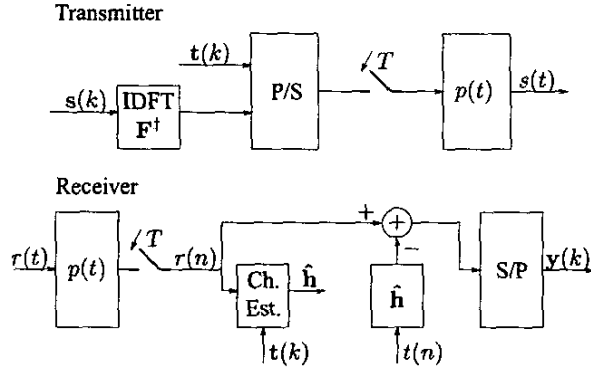 Transmitter
t(k)
s(k)
IDFT
F†
P/S
T
p(t)
s(t)
Receiver
r(t)
p(t)
T
r(n)
Ch.
Est.
ĥ
t(k)
+
+
−
ĥ
t(n)
S/P
y(k)